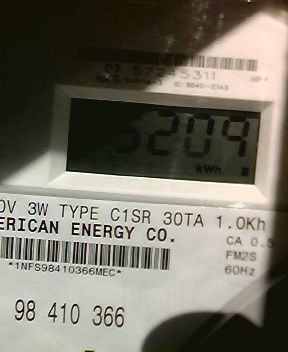 5209
kWh
0V 3W TYPE C1SR 30TA 1.0Kh
ERICAN ENERGY CO.
CA 0.5
FM2S
60Hz
*1NFS98410366MEC*
98 410 366